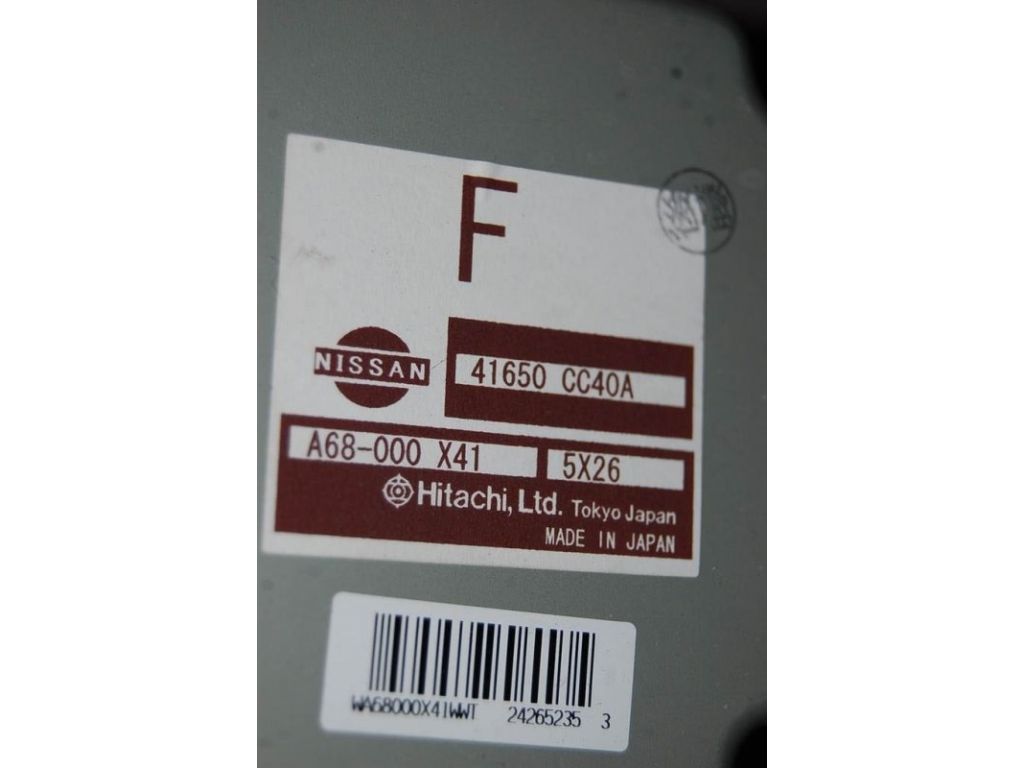 F
NISSAN
41650 CC40A
A68-000 X41
5X26
Hitachi, Ltd. Tokyo Japan
MADE IN JAPAN
WA68000X41WWT 24265235 3